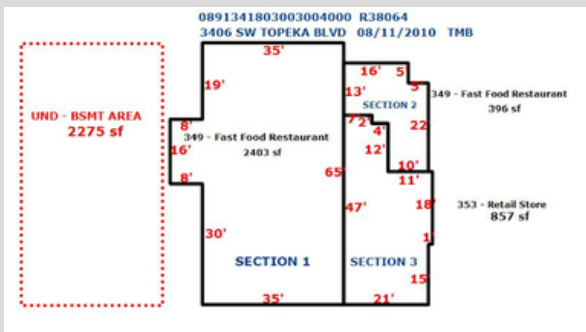 0891341803003004000 R38064
3406 SW TOPEKA BLVD 08/11/2010 TMB
35'
16'
5'
5'
19'
13'
SECTION 2
349 - Fast Food Restaurant
396 sf
UND - BSMT AREA
2275 sf
8'
7'
2'
4'
22'
349 - Fast Food Restaurant
2403 sf
16'
12'
65'
10'
8'
11'
47'
18'
353 - Retail Store
857 sf
30'
1'
SECTION 1
SECTION 3
15'
35'
21'